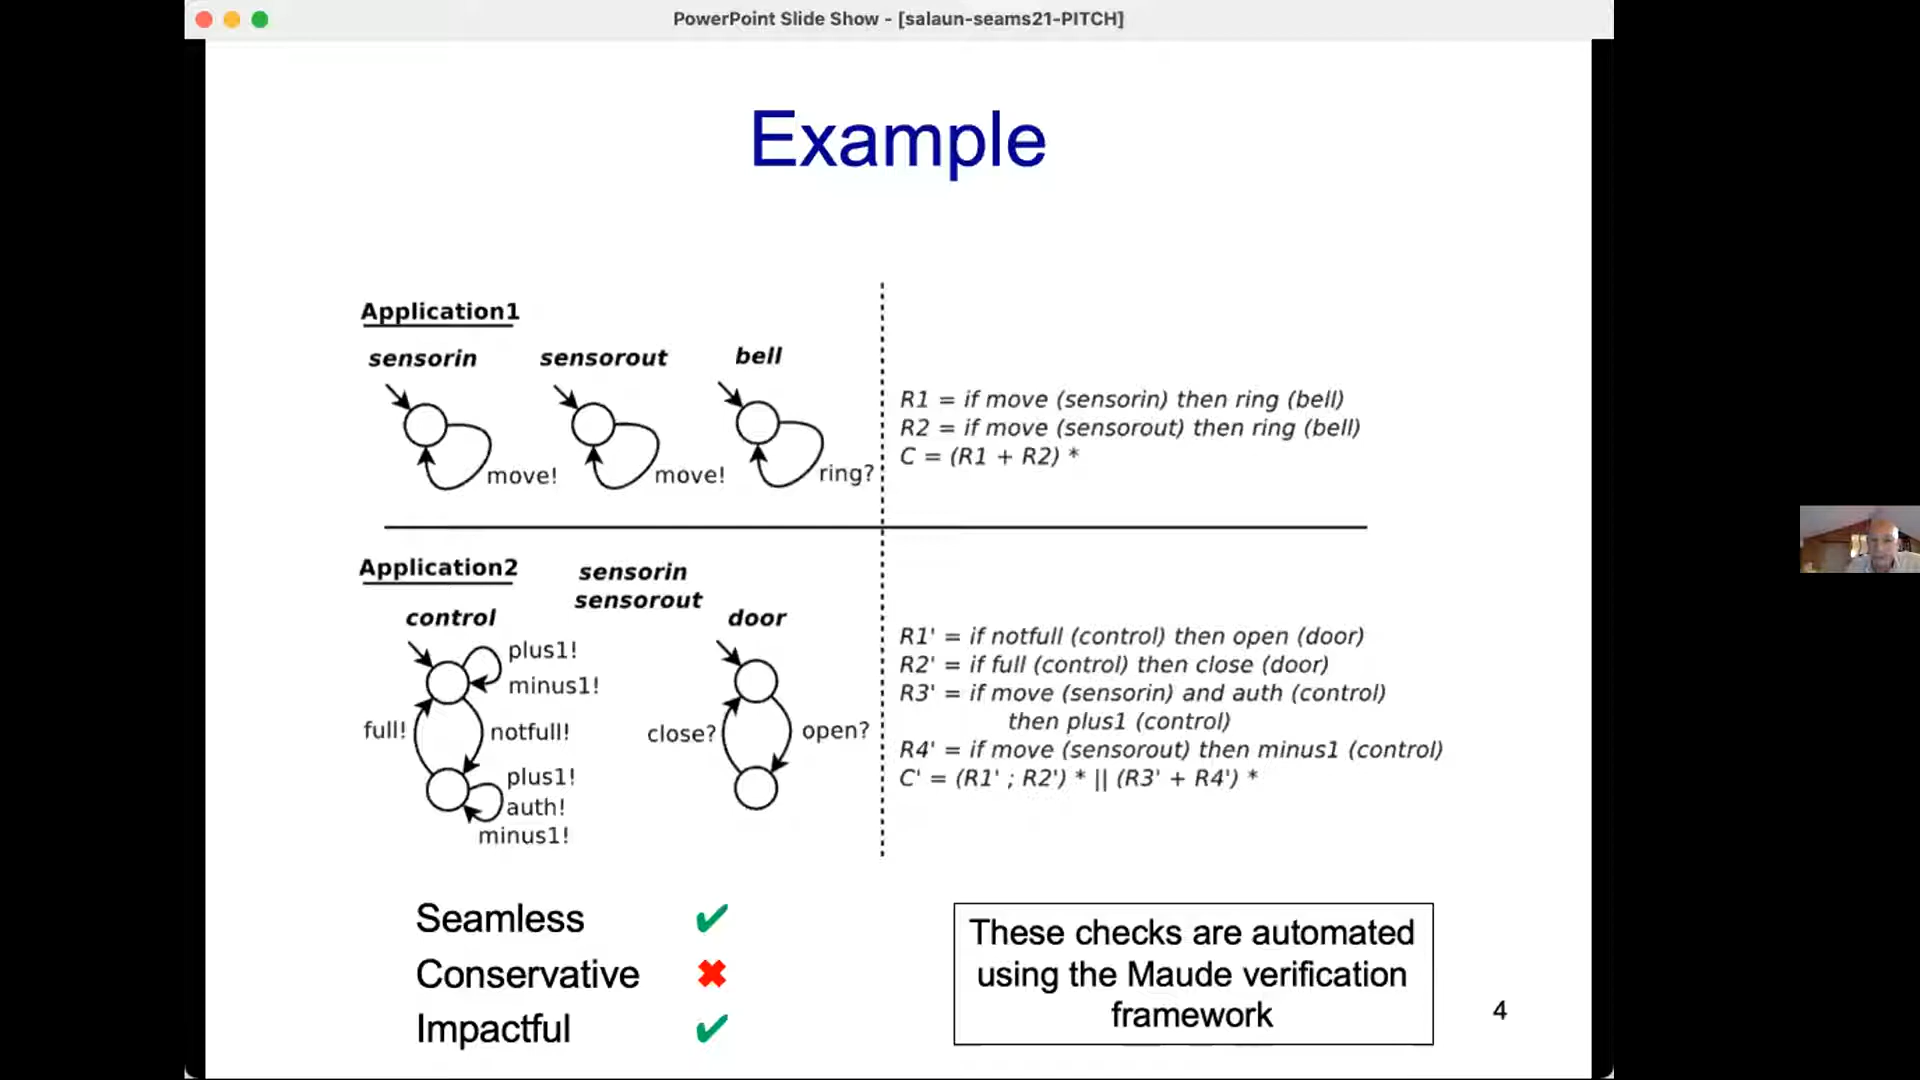 PowerPoint Slide Show - [salaun-seams21-PITCH]
Example
Application1
sensorin
sensorout
bell
move!
move!
ring?
R1 = if move (sensorin) then ring (bell)
R2 = if move (sensorout) then ring (bell)
C = (R1 + R2) *
Application2
sensorin
sensorout
control
door
plus1!
minus1!
full!
notfull!
close?
open?
plus1!
auth!
minus1!
R1' = if notfull (control) then open (door)
R2' = if full (control) then close (door)
R3' = if move (sensorin) and auth (control)
then plus1 (control)
R4' = if move (sensorout) then minus1 (control)
C' = (R1' ; R2') * || (R3' + R4') *
Seamless ✔
Conservative ✖
Impactful ✔
These checks are automated
using the Maude verification
framework
4